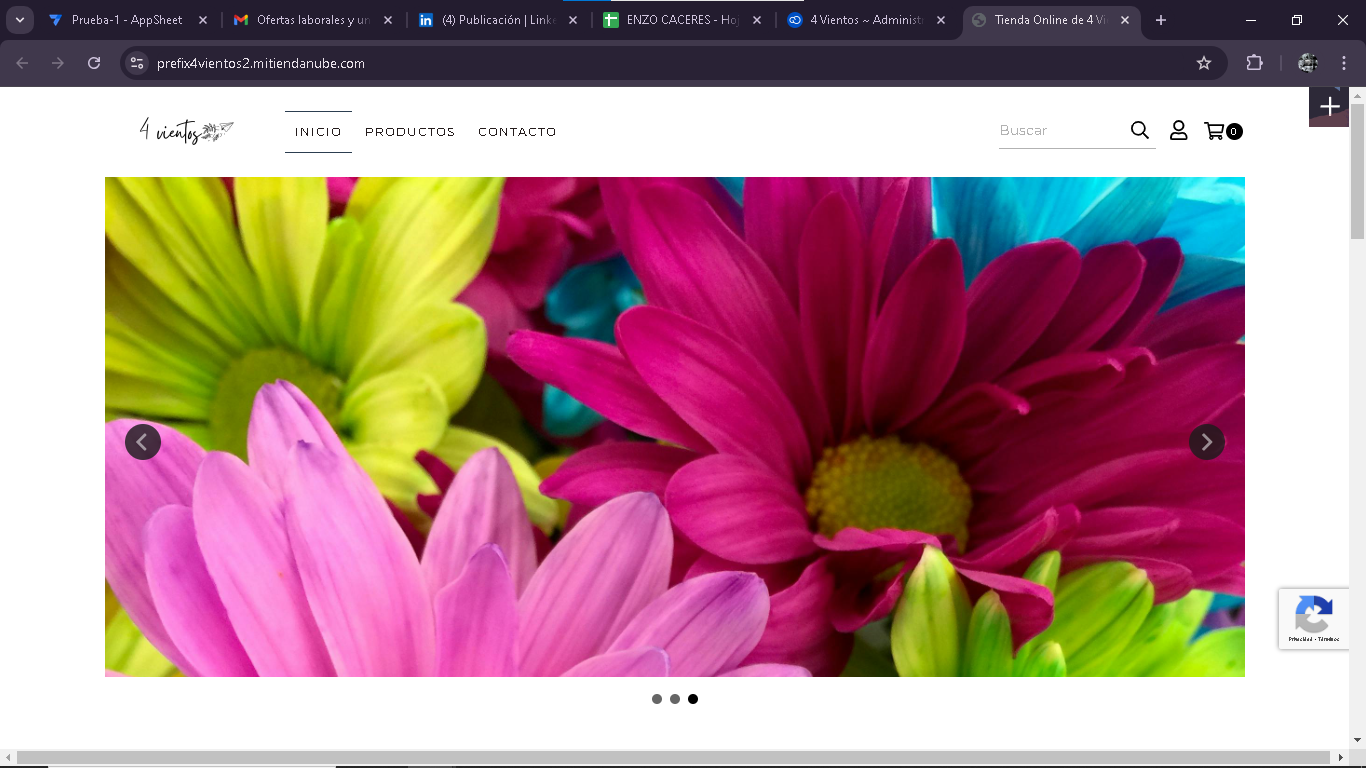 Prueba-1 - AppSheet
Ofertas laborales y un
(4) Publicación | Linke
ENZO CACERES - Hoj
4 Vientos ~ Administr
Tienda Online de 4 Vi
prefix4vientos2.mitiendanube.com
4 vientos
INICIO
PRODUCTOS
CONTACTO
Buscar
0
Privacidad - Términos